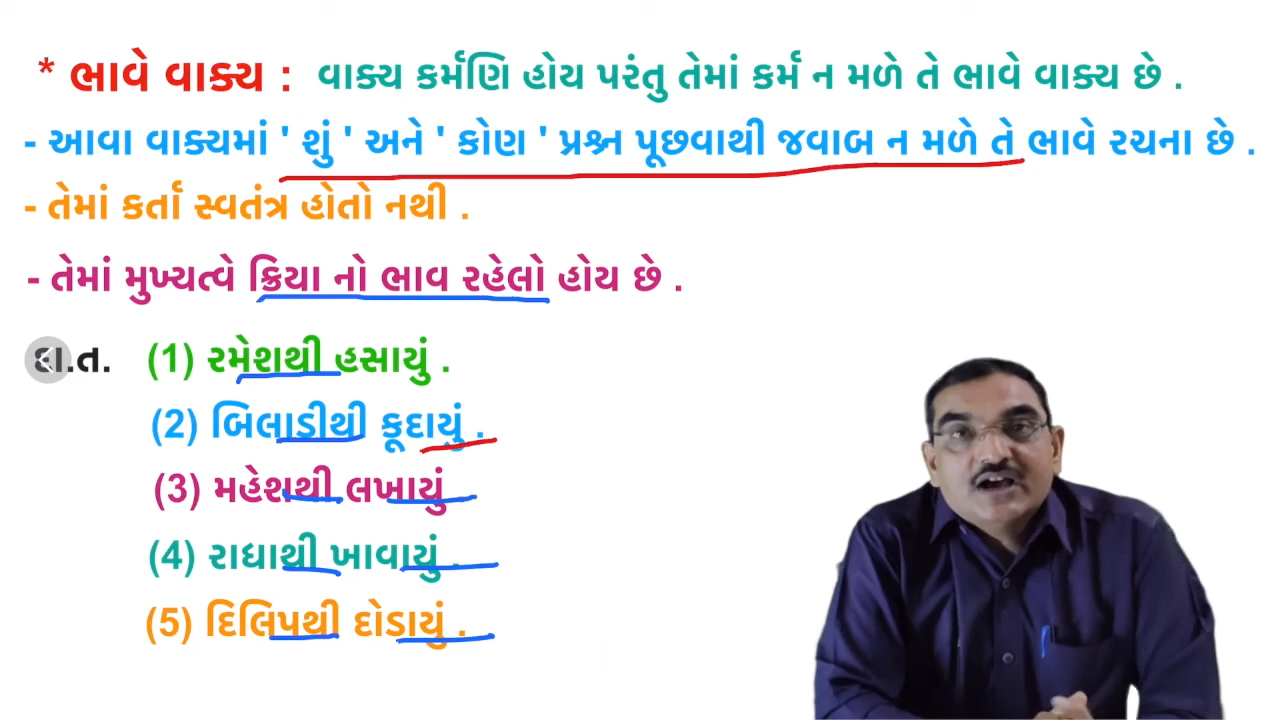 * ભાવે વાક્ય : વાક્ય કર્મણિ હોય પરંતુ તેમાં કર્મ ન મળે તે ભાવે વાક્ય છે .
- આવા વાક્યમાં ' શું ' અને ' કોણ ' પ્રશ્ન પૂછવાથી જવાબ ન મળે તે ભાવે રચના છે .
- તેમાં કર્તા સ્વતંત્ર હોતો નથી .
- તેમાં મુખ્યત્વે ક્રિયા નો ભાવ રહેલો હોય છે .
દા.ત. (1) રમેશથી હસાયું .
(2) બિલાડીથી કૂદાયું .
(3) મહેશથી લખાયું
(4) રાધાથી ખાવાયું .
(5) દિલિપથી દોડાયું .